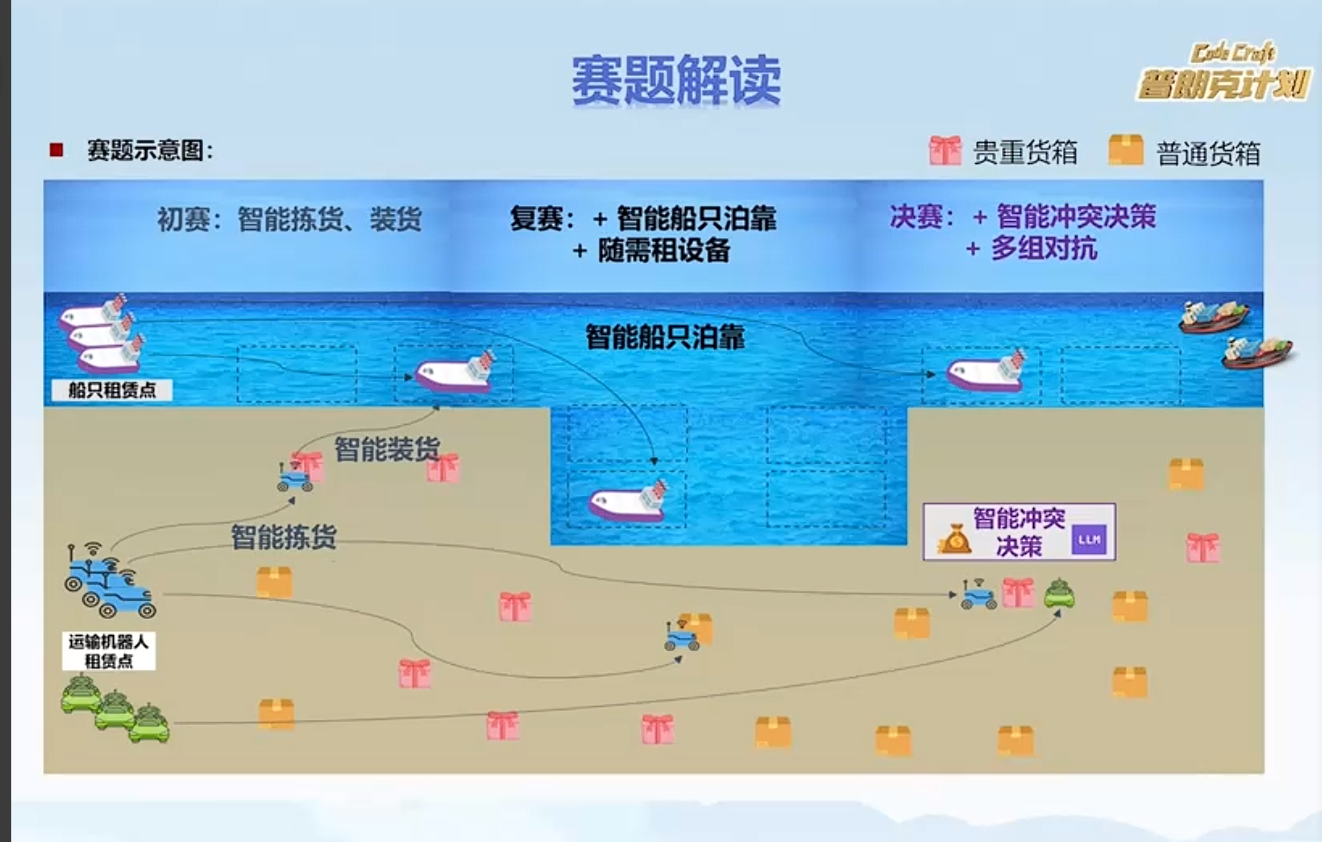 赛题解读
Code Craft
普朗克计划
赛题示意图：
贵重货箱
普通货箱
初赛：智能拣货、装货
复赛：+ 智能船只泊靠
+ 随需租设备
决赛：+ 智能冲突决策
+ 多组对抗
智能船只泊靠
船只租赁点
智能装货
智能拣货
智能冲突
决策
LLM
运输机器人
租赁点